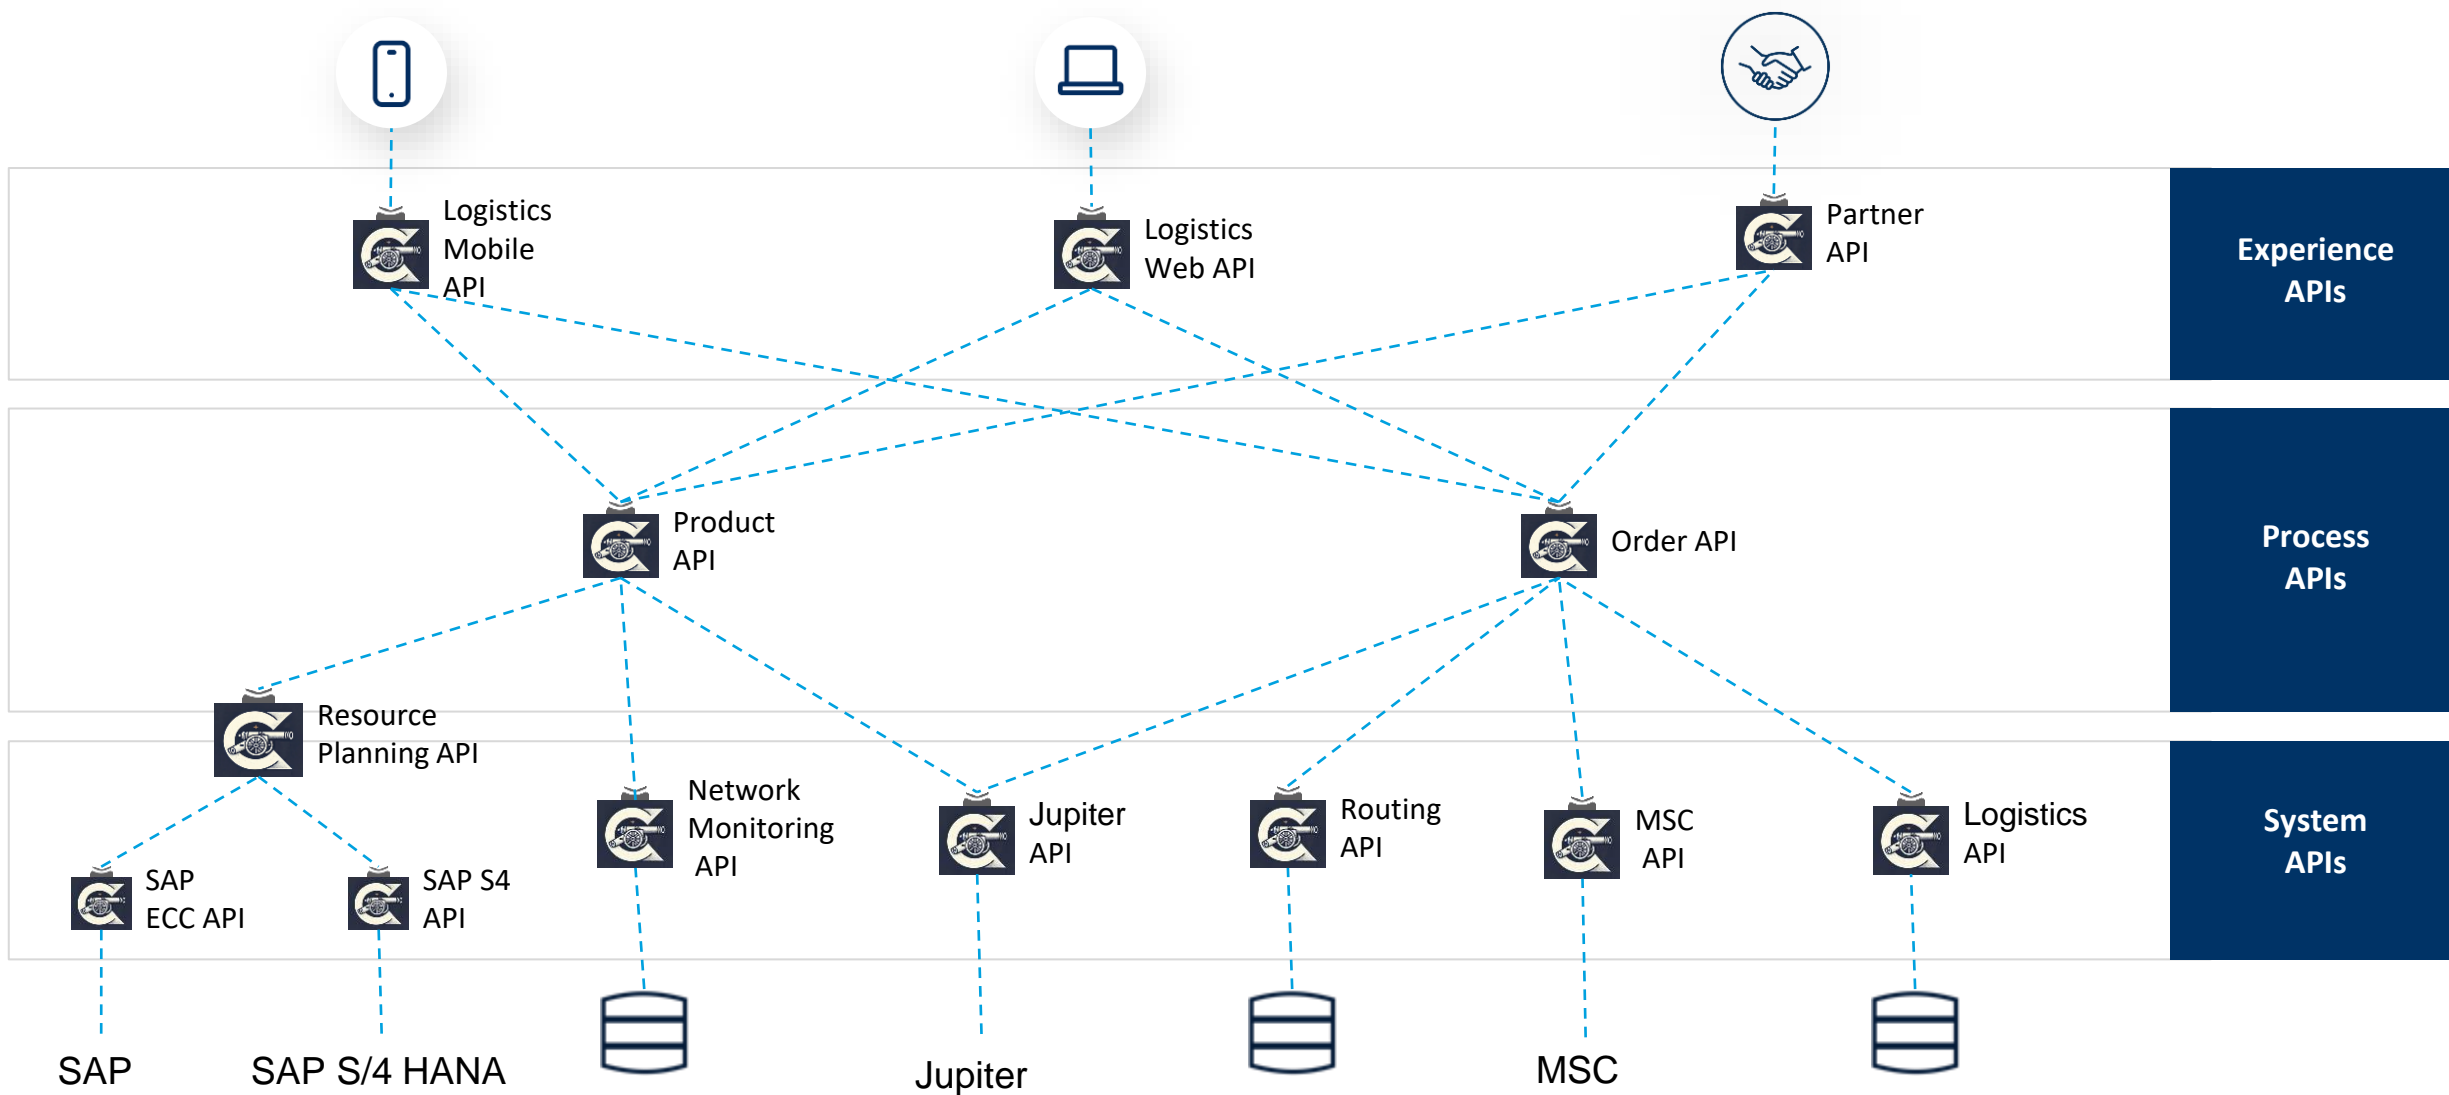 Logistics
Mobile
API
Logistics
Web API
Partner
API
Experience
APIs
Product
API
Order API
Process
APIs
Resource
Planning API
Network
Monitoring
API
Jupiter
API
Routing
API
MSC
API
Logistics
API
System
APIs
SAP
ECC API
SAP S4
API
SAP
SAP S/4 HANA
Jupiter
MSC